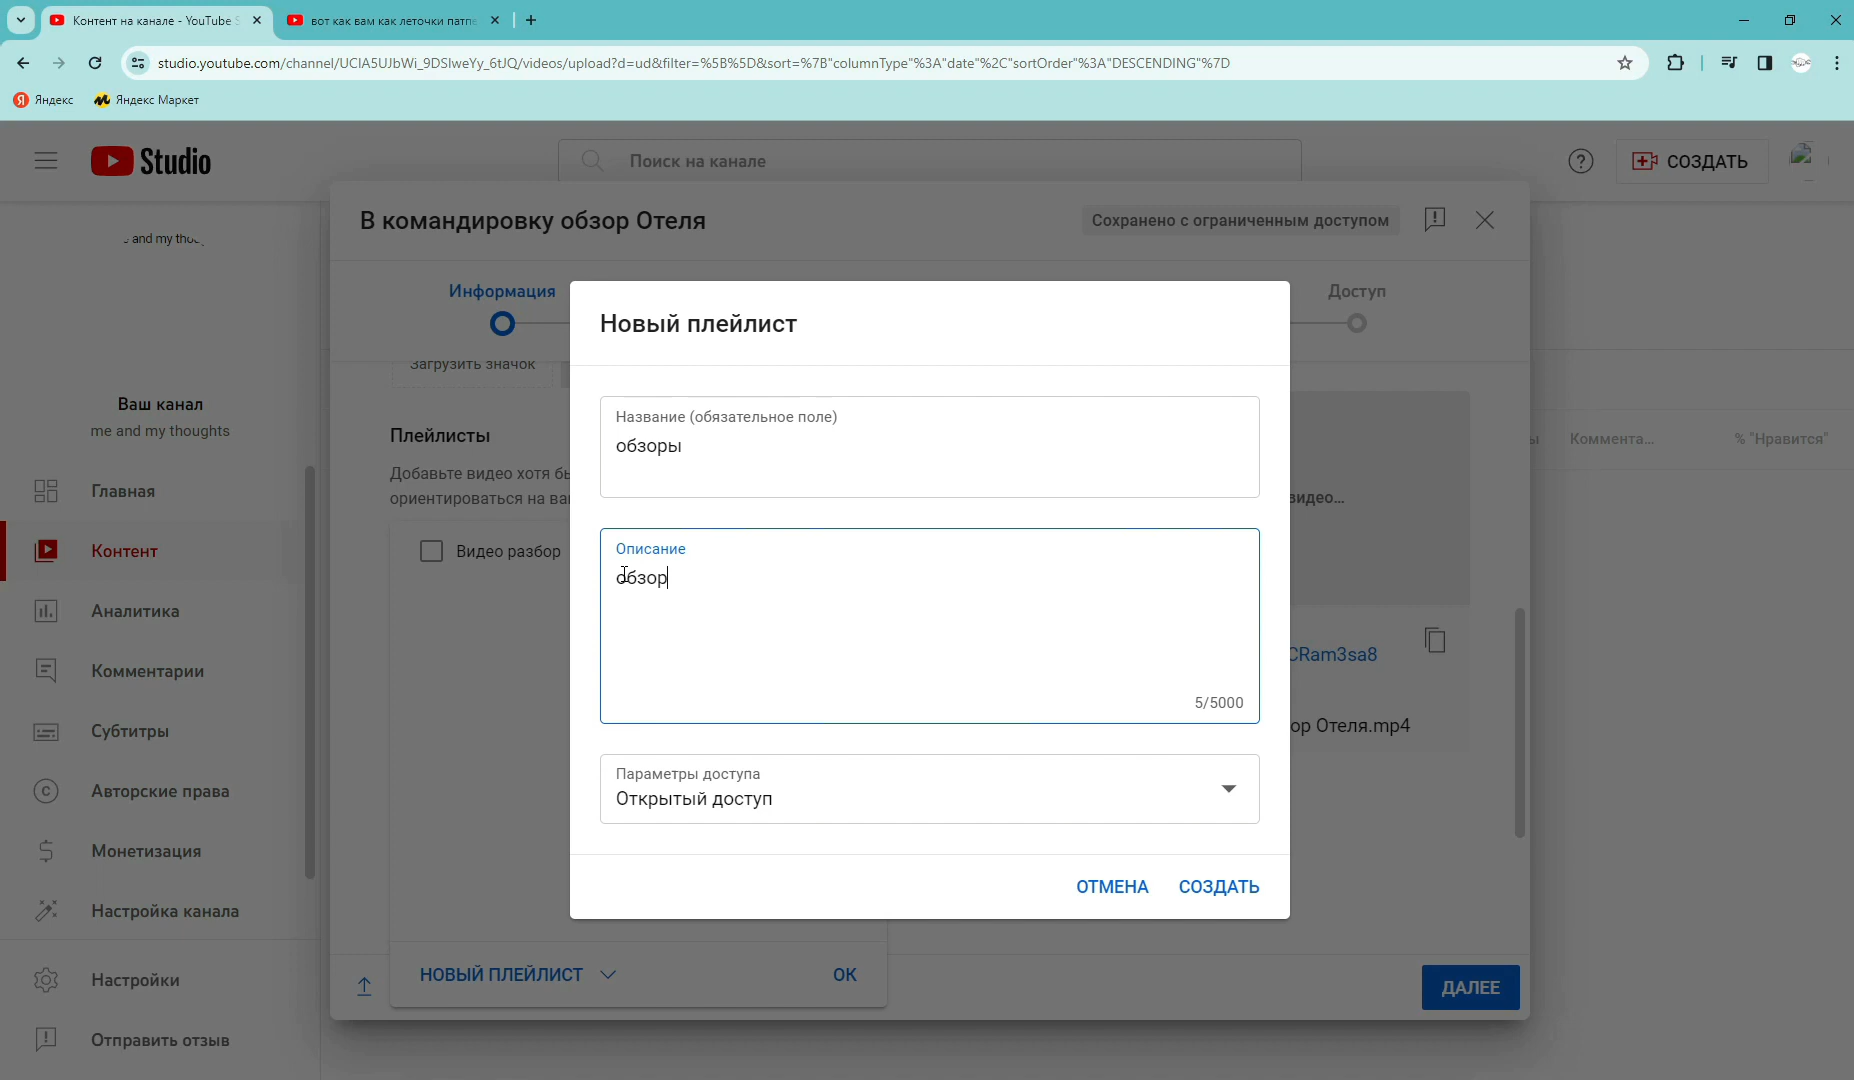 Контент на канале - YouTube S
вот как вам как леточки патп
studio.youtube.com/channel/UCIA5UJbWi_9DSIweYy_6tJQ/videos/upload?d=ud&filter=%5B%5D&sort=%7B"columnType"%3A"date"%2C"sortOrder"%3A"DESCENDING"%7D
Яндекс
Яндекс Маркет
Studio
Поиск на канале
СОЗДАТЬ
В командировку обзор Отеля
Сохранено с ограниченным доступом
Информация
Доступ
and my
Ваш канал
me and my thoughts
Главная
Контент
Аналитика
Комментарии
Субтитры
Авторские права
Монетизация
Настройка канала
Настройки
Отправить отзыв
Загрузить значок
Плейлисты
Добавьте видео хотя бы
ориентироваться на ва
Видео разбор
НОВЫЙ ПЛЕЙЛИСТ
ОК
Новый плейлист
Название (обязательное поле)
обзоры
Описание
обзор
5/5000
Параметры доступа
Открытый доступ
ОТМЕНА
СОЗДАТЬ
видео...
CRam3sa8
ор Отеля.mp4
ДАЛЕЕ
ы
Коммента...
% "Нравится"